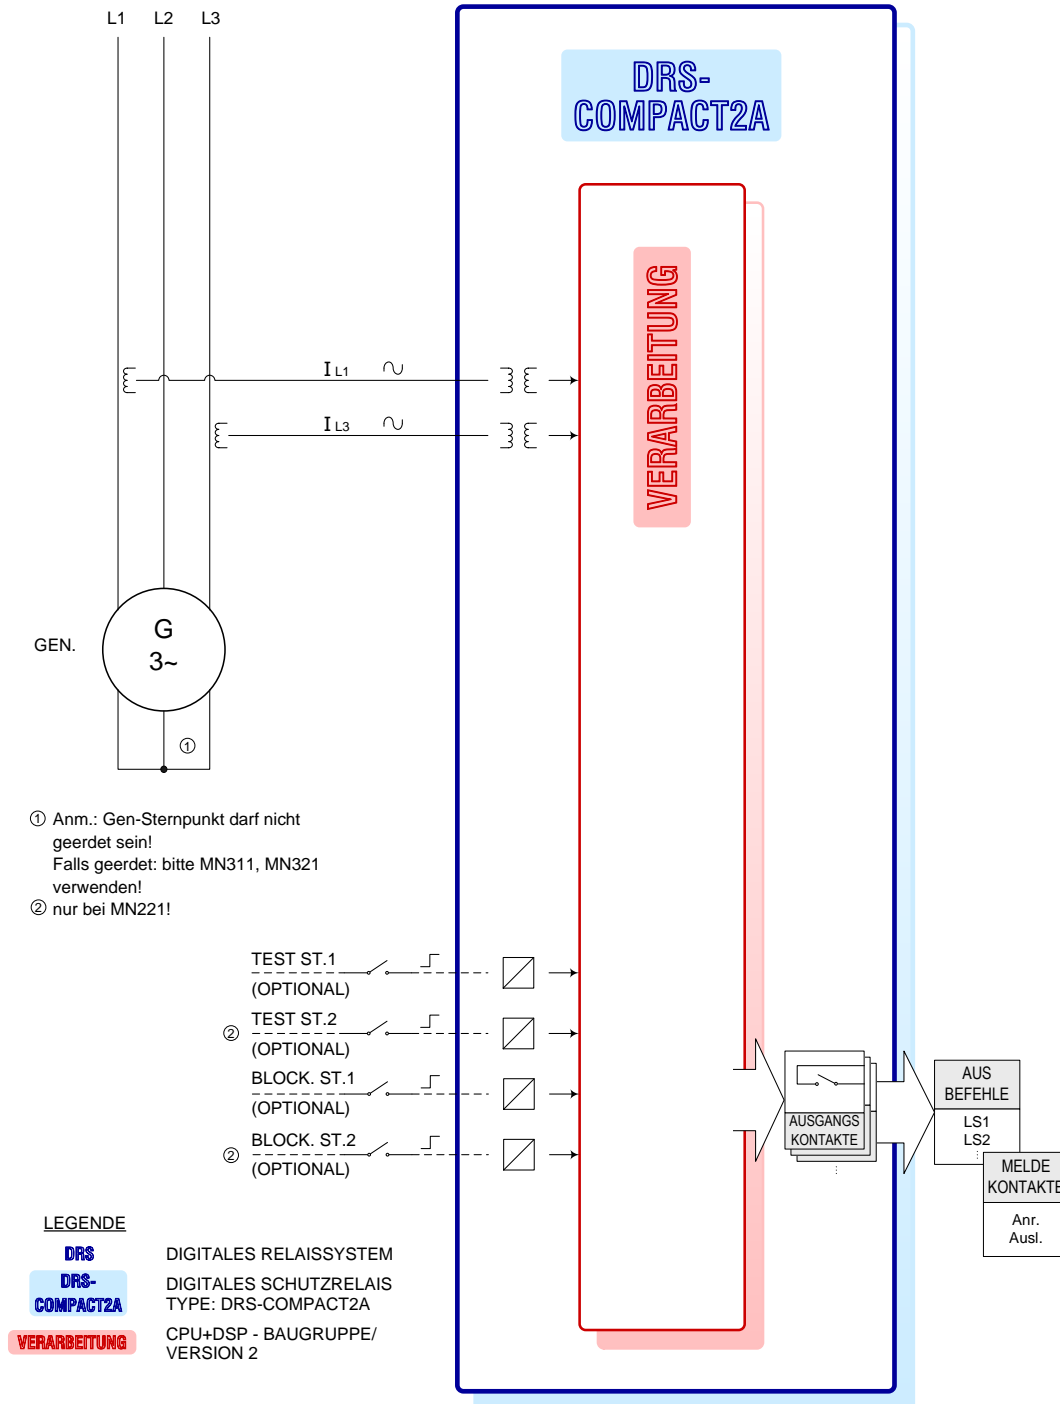 L1 L2 L3
DRS-
COMPACT2A
VERARBEITUNG
I L1
I L3
GEN.
G
3~
①
① Anm.: Gen-Sternpunkt darf nicht
geerdet sein!
Falls geerdet: bitte MN311, MN321
verwenden!
② nur bei MN221!
TEST ST.1
(OPTIONAL)
② TEST ST.2
(OPTIONAL)
BLOCK. ST.1
(OPTIONAL)
② BLOCK. ST.2
(OPTIONAL)
AUSGANGS
KONTAKTE
AUS
BEFEHLE
LS1
LS2
MELDE
KONTAKTE
Anr.
Ausl.
LEGENDE
DRS DIGITALES RELAISSYSTEM
DRS-
COMPACT2A
DIGITALES SCHUTZRELAIS
TYPE: DRS-COMPACT2A
VERARBEITUNG
CPU+DSP - BAUGRUPPE/
VERSION 2